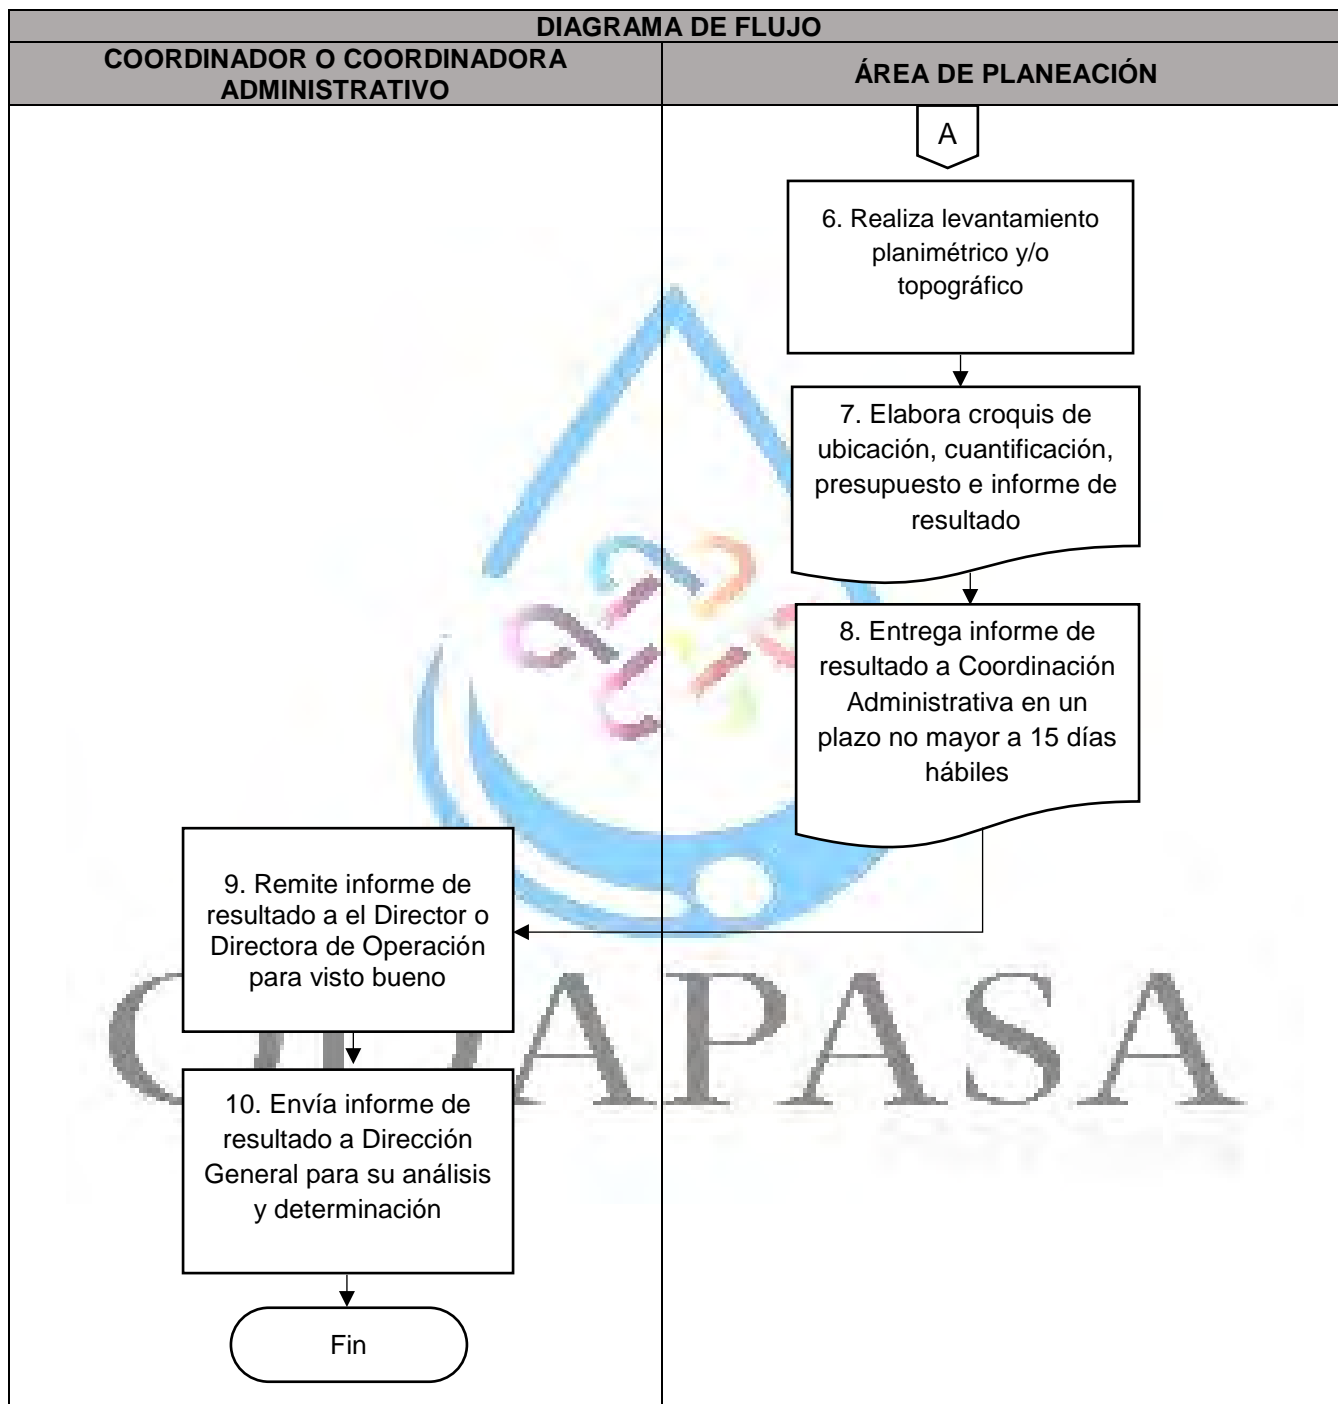 DIAGRAMA DE FLUJO
COORDINADOR O COORDINADORA
ADMINISTRATIVO
ÁREA DE PLANEACIÓN
A
6. Realiza levantamiento
planimétrico y/o
topográfico
7. Elabora croquis de
ubicación, cuantificación,
presupuesto e informe de
resultado
8. Entrega informe de
resultado a Coordinación
Administrativa en un
plazo no mayor a 15 días
hábiles
9. Remite informe de
resultado a el Director o
Directora de Operación
para visto bueno
10. Envía informe de
resultado a Dirección
General para su análisis
y determinación
Fin
APASA